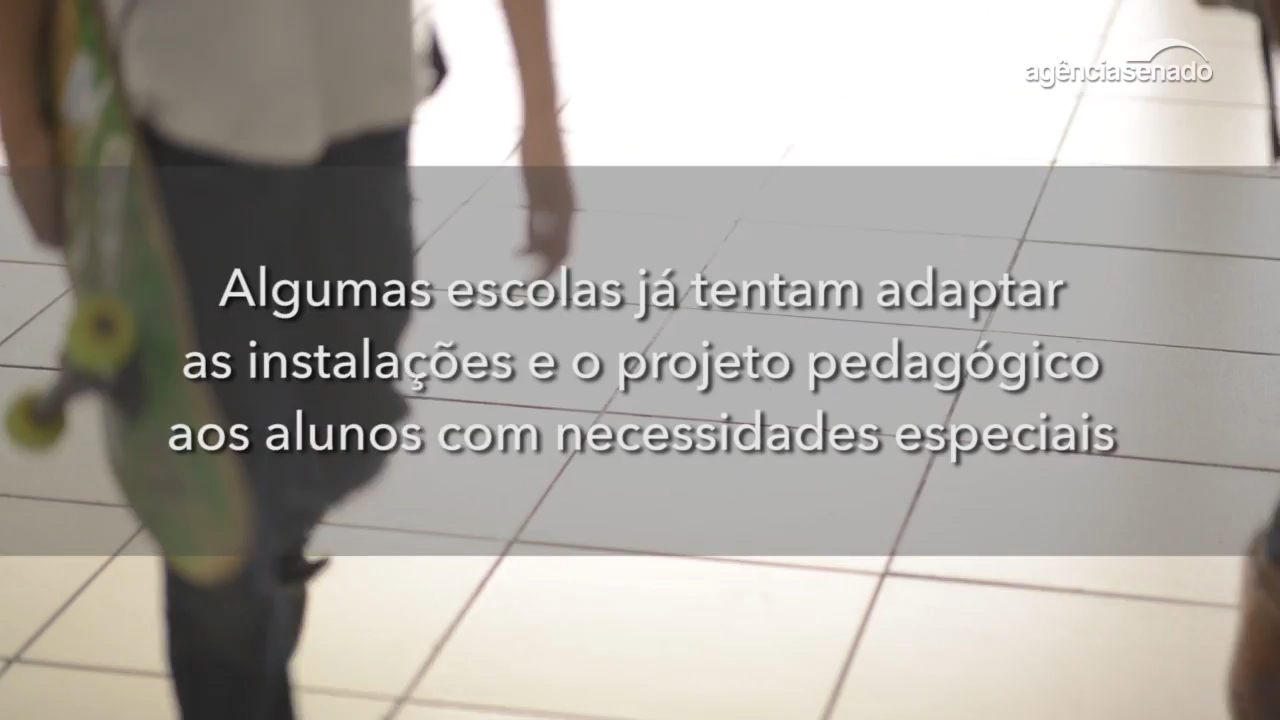 agênciasenado
Algumas escolas já tentam adaptar
as instalações e o projeto pedagógico
aos alunos com necessidades especiais